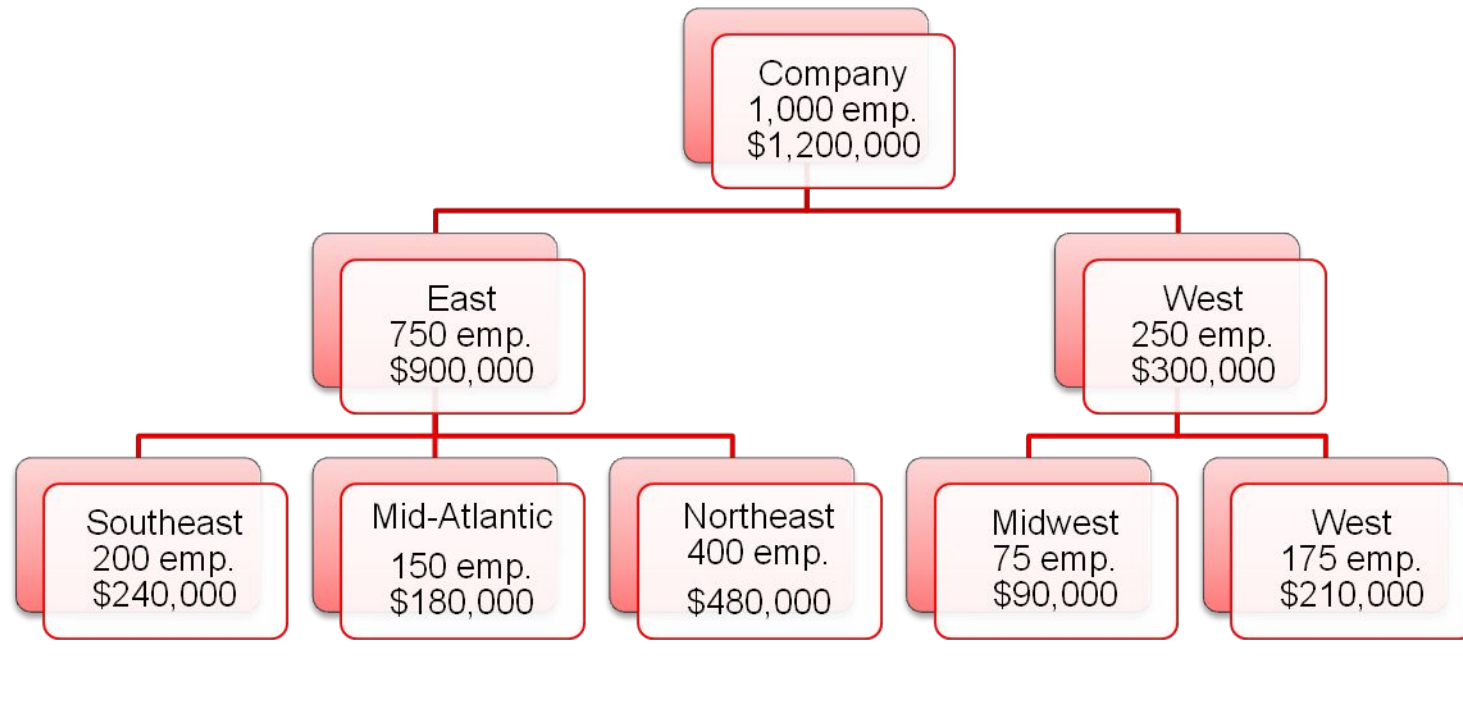 Company
1,000 emp.
$1,200,000
East
750 emp.
$900,000
West
250 emp.
$300,000
Southeast
200 emp.
$240,000
Mid-Atlantic
150 emp.
$180,000
Northeast
400 emp.
$480,000
Midwest
75 emp.
$90,000
West
175 emp.
$210,000